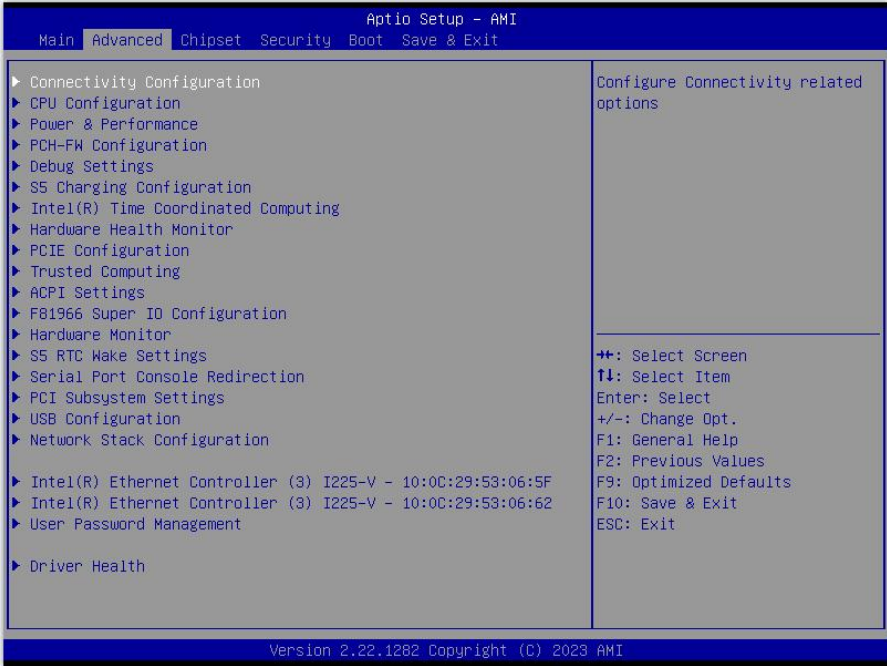 Aptio Setup – AMI
Main Advanced Chipset Security Boot Save & Exit
Connectivity Configuration
CPU Configuration
Power & Performance
PCH-FW Configuration
Debug Settings
S5 Charging Configuration
Intel(R) Time Coordinated Computing
Hardware Health Monitor
PCIE Configuration
Trusted Computing
ACPI Settings
F81966 Super IO Configuration
Hardware Monitor
S5 RTC Wake Settings
Serial Port Console Redirection
PCI Subsystem Settings
USB Configuration
Network Stack Configuration
Intel(R) Ethernet Controller (3) I225-V - 10:0C:29:53:06:5F
Intel(R) Ethernet Controller (3) I225-V - 10:0C:29:53:06:62
User Password Management
Driver Health
Configure Connectivity related
options
→←: Select Screen
↑↓: Select Item
Enter: Select
+/-: Change Opt.
F1: General Help
F2: Previous Values
F9: Optimized Defaults
F10: Save & Exit
ESC: Exit
Version 2.22.1282 Copyright (C) 2023 AMI